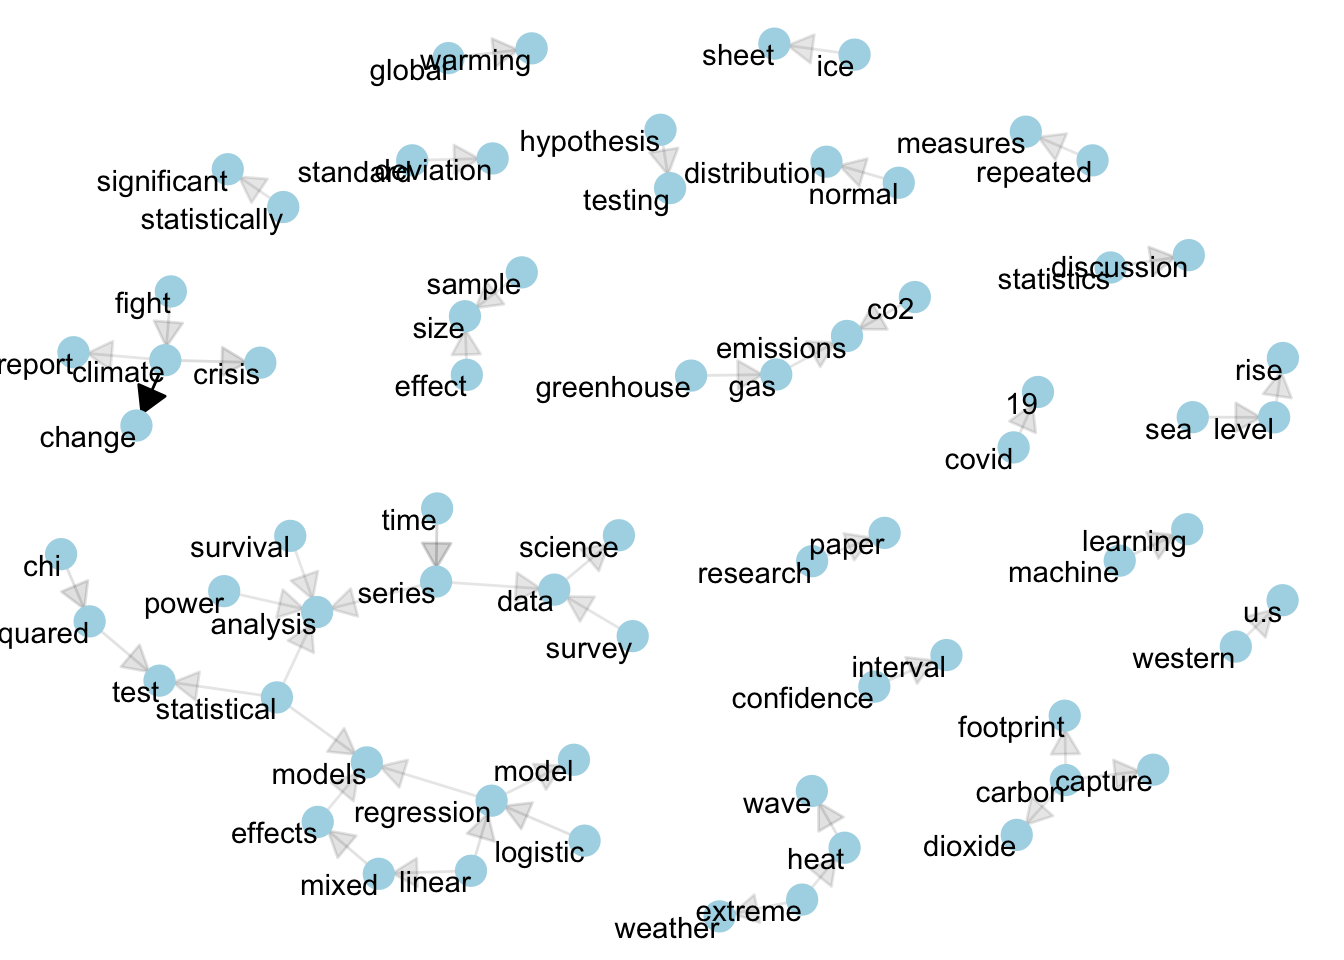 global
warming
sheet
ice
hypothesis
measures
significant
standard
deviation
distribution
repeated
statistically
testing
normal
sample
statistics
discussion
fight
size
co2
report
climate
crisis
emissions
effect
greenhouse
gas
rise
change
19
sea
level
covid
time
survival
science
paper
learning
chi
power
series
data
research
machine
quared
analysis
survey
u.s
test
statistical
interval
western
confidence
footprint
models
model
carbon
capture
regression
wave
effects
logistic
heat
dioxide
mixed
linear
extreme
weather